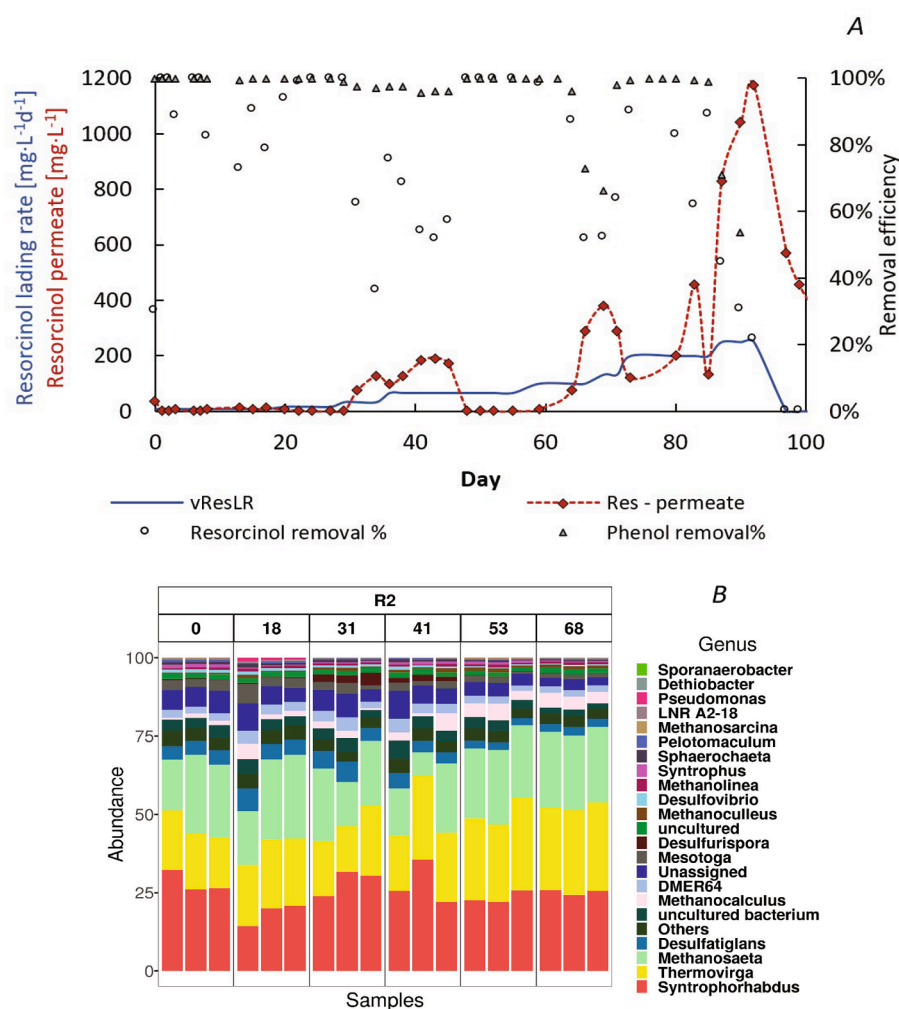 A
Resorcinol lading rate [mg·L⁻¹d⁻¹]
Resorcinol permeate [mg·L⁻¹]
1200
1000
800
600
400
200
0
100%
80%
60%
40%
20%
0%
Removal efficiency
0 20 40 60 80 100
Day
vResLR
Res - permeate
Resorcinol removal %
Phenol removal%
B
R2
0 18 31 41 53 68
Abundance
100
75
50
25
0
Samples
Genus
Sporanaerobacter
Dethiobacter
Pseudomonas
LNR A2-18
Methanosarcina
Pelotomaculum
Sphaerochaeta
Syntrophus
Methanolinea
Desulfovibrio
Methanoculleus
uncultured
Desulfurispora
Mesotoga
Unassigned
DMER64
Methanocalculus
uncultured bacterium
Others
Desulfatiglans
Methanosaeta
Thermovirga
Syntrophorhabdus